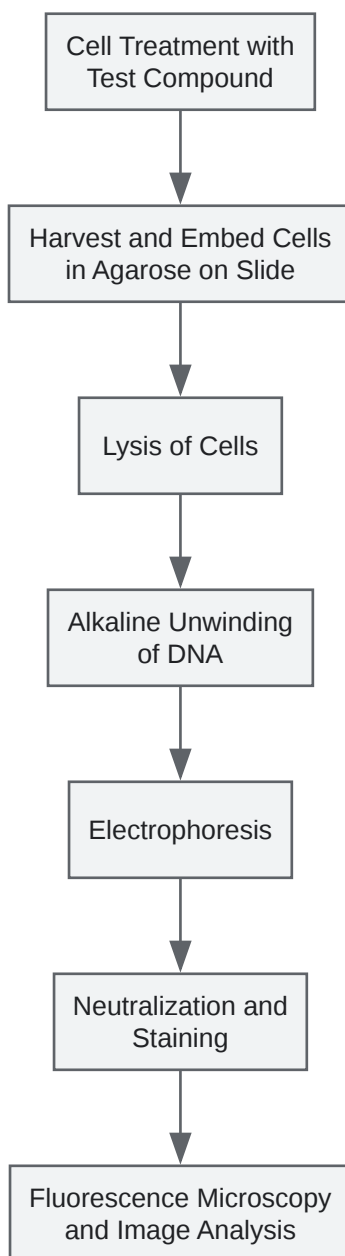 Cell Treatment with
Test Compound
Harvest and Embed Cells
in Agarose on Slide
Lysis of Cells
Alkaline Unwinding
of DNA
Electrophoresis
Neutralization and
Staining
Fluorescence Microscopy
and Image Analysis